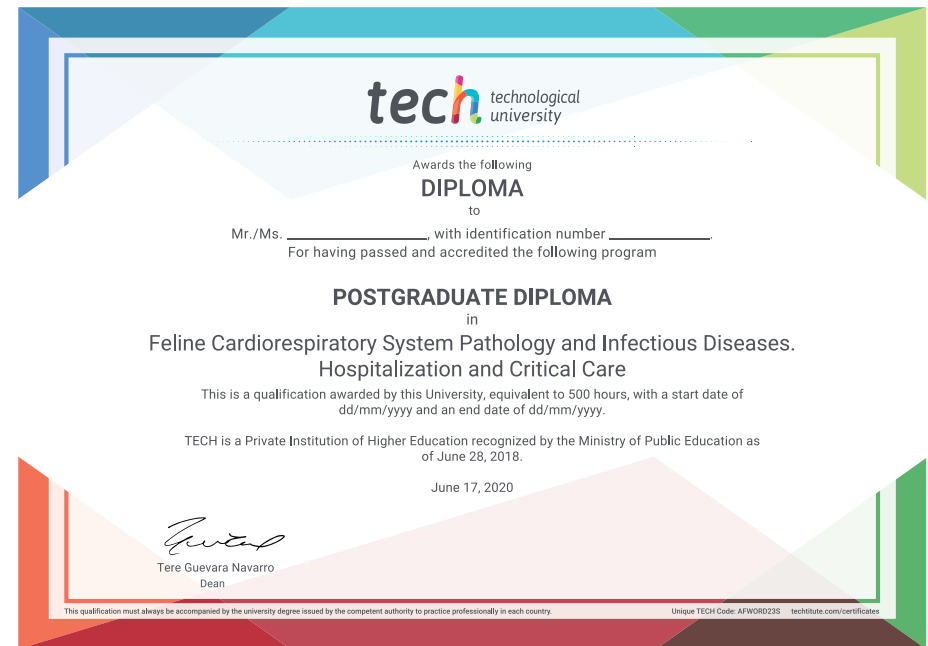 tech technological
university
Awards the following
DIPLOMA
to
Mr./Ms. ____________________, with identification number ______________.
For having passed and accredited the following program
POSTGRADUATE DIPLOMA
in
Feline Cardiorespiratory System Pathology and Infectious Diseases.
Hospitalization and Critical Care
This is a qualification awarded by this University, equivalent to 500 hours, with a start date of
dd/mm/yyyy and an end date of dd/mm/yyyy.
TECH is a Private Institution of Higher Education recognized by the Ministry of Public Education as
of June 28, 2018.
June 17, 2020
Tere Guevara Navarro
Dean
This qualification must always be accompanied by the university degree issued by the competent authority to practice professionally in each country. Unique TECH Code: AFWORD23S techtitute.com/certificates